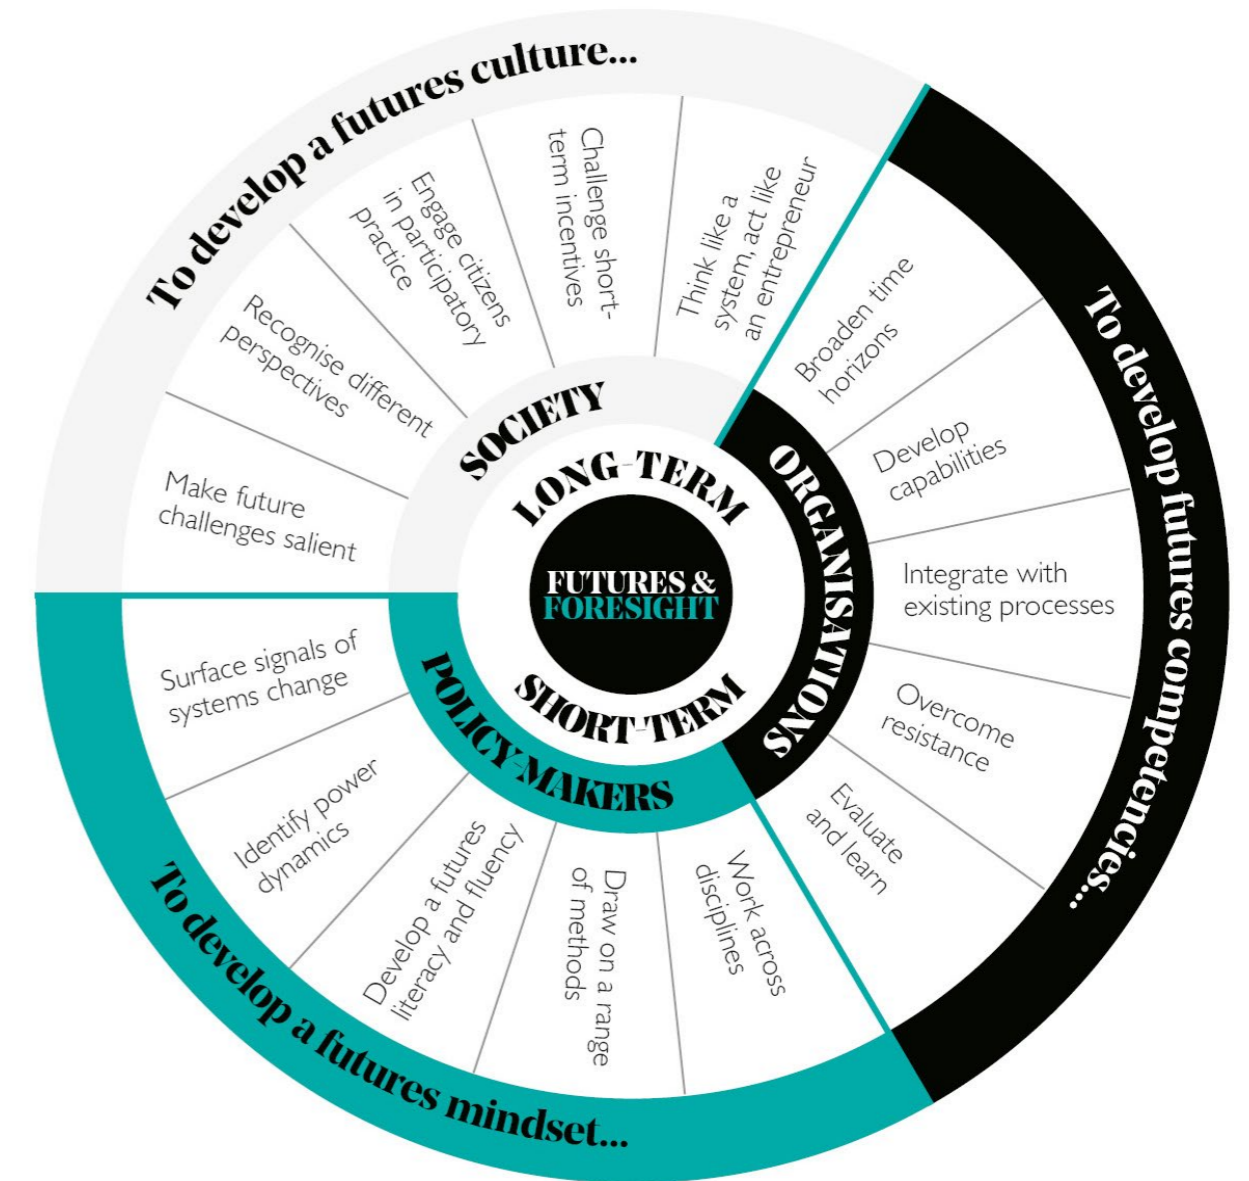 To develop a futures culture...
Make future
challenges salient
Recognise different
perspectives
Engage citizens
in participatory
practice
Challenge short-
term incentives
Think like a
system, act like
an entrepreneur
SOCIETY
To develop futures competencies...
Broaden time
horizons
Develop
capabilities
Integrate with
existing processes
Overcome
resistance
Evaluate
and learn
ORGANISATIONS
To develop a futures mindset...
Surface signals of
systems change
Identify power
dynamics
Develop a futures
literacy and fluency
Draw on a range
of methods
Work across
disciplines
POLICY-MAKERS
LONG-TERM
FUTURES &
FORESIGHT
SHORT-TERM